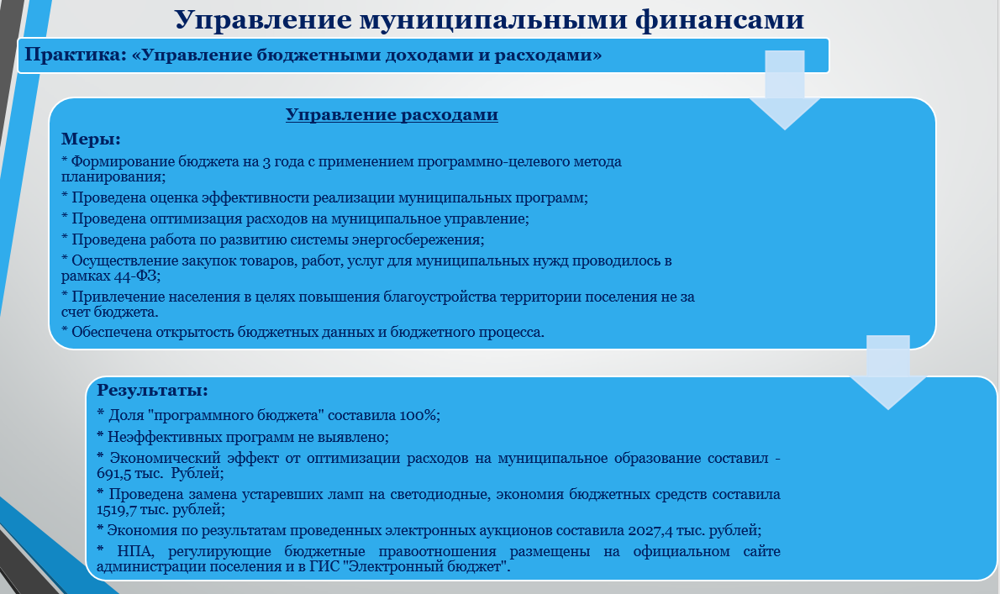 Управление муниципальными финансами
Практика: «Управление бюджетными доходами и расходами»
Управление расходами
Меры:
* Формирование бюджета на 3 года с применением программно-целевого метода
планирования;
* Проведена оценка эффективности реализации муниципальных программ;
* Проведена оптимизация расходов на муниципальное управление;
* Проведена работа по развитию системы энергосбережения;
* Осуществление закупок товаров, работ, услуг для муниципальных нужд проводилось в
рамках 44-ФЗ;
* Привлечение населения в целях повышения благоустройства территории поселения не за
счет бюджета.
* Обеспечена открытость бюджетных данных и бюджетного процесса.
Результаты:
* Доля "программного бюджета" составила 100%;
* Неэффективных программ не выявлено;
* Экономический эффект от оптимизации расходов на муниципальное образование составил -
691,5 тыс. Рублей;
* Проведена замена устаревших ламп на светодиодные, экономия бюджетных средств составила
1519,7 тыс. рублей;
* Экономия по результатам проведенных электронных аукционов составила 2027,4 тыс. рублей;
* НПА, регулирующие бюджетные правоотношения размещены на официальном сайте
администрации поселения и в ГИС "Электронный бюджет".